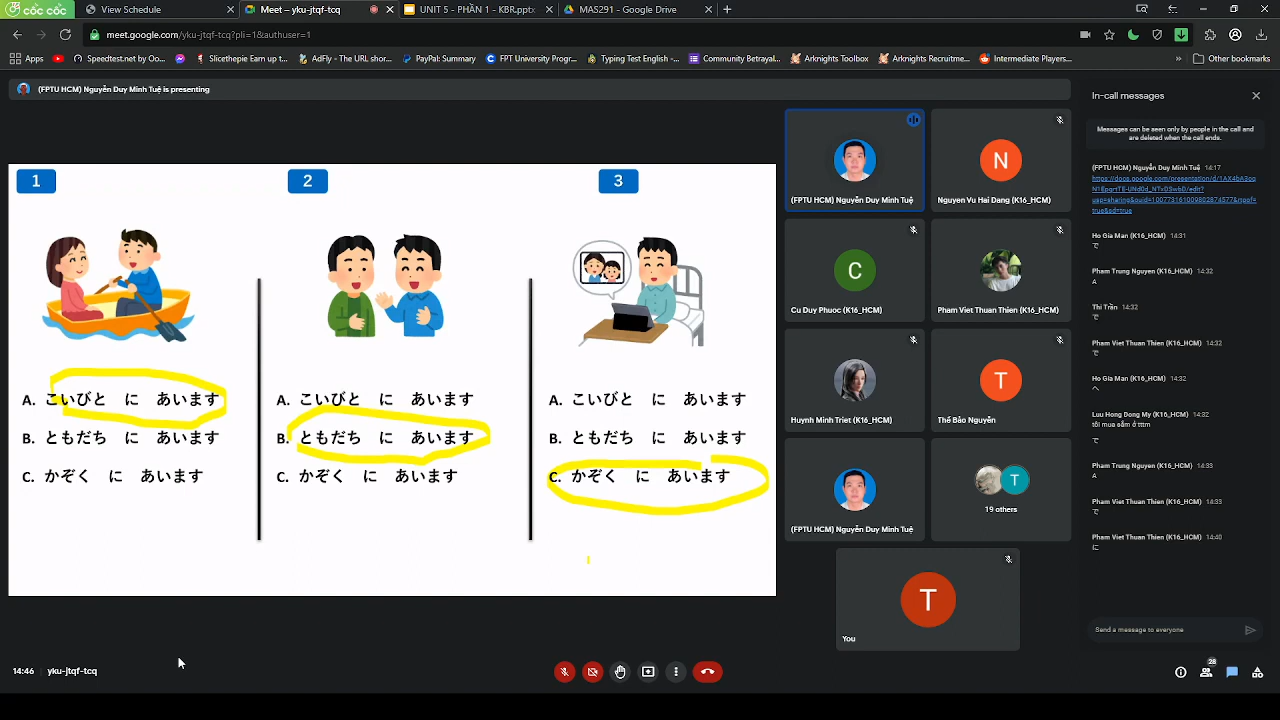 cốc cốc
View Schedule
Meet – yku-jtqf-tcq
UNIT 5 - PHẦN 1 - KBR.pptx
MAS291 - Google Drive
meet.google.com/yku-jtqf-tcq?pli=1&authuser=1
Apps
Speedtest.net by Oo...
Slicethepie Earn up t...
AdFly - The URL shor...
PayPal: Summary
FPT University Progr...
Typing Test English -...
Community Betrayal...
Arknights Toolbox
Arknights Recruitme...
Intermediate Players...
Other bookmarks
(FPTU HCM) Nguyễn Duy Minh Tuệ is presenting
1
2
3
A. こいびと に あいます
B. ともだち に あいます
C. かぞく に あいます
A. こいびと に あいます
B. ともだち に あいます
C. かぞく に あいます
A. こいびと に あいます
B. ともだち に あいます
C. かぞく に あいます
(FPTU HCM) Nguyễn Duy Minh Tuệ
N
Nguyen Vu Hai Dang (K16_HCM)
C
Cu Duy Phuoc (K16_HCM)
Pham Viet Thuan Thien (K16_HCM)
Huynh Minh Triet (K16_HCM)
T
Thế Bảo Nguyễn
(FPTU HCM) Nguyễn Duy Minh Tuệ
T
19 others
T
You
In-call messages
Messages can be seen only by people in the call and
are deleted when the call ends.
(FPTU HCM) Nguyễn Duy Minh Tuệ 14:17
Ho Gia Man (K16_HCM) 14:31
で
Pham Trung Nguyen (K16_HCM) 14:32
A
Thi Trần 14:32
で
Pham Viet Thuan Thien (K16_HCM) 14:32
で
Ho Gia Man (K16_HCM) 14:32
へ
Luu Hong Dong My (K16_HCM) 14:32
tôi mua sắm ở tttm
で
Pham Trung Nguyen (K16_HCM) 14:33
A
Pham Viet Thuan Thien (K16_HCM) 14:33
で
Pham Viet Thuan Thien (K16_HCM) 14:40
に
Send a message to everyone
14:46
yku-jtqf-tcq
28